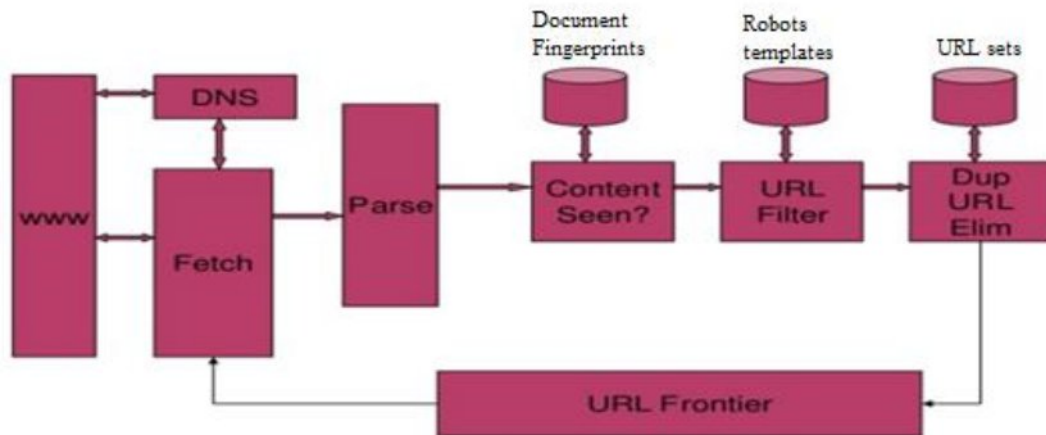 Document
Fingerprints
Robots
templates
URL sets
DNS
www
Fetch
Parse
Content
Seen?
URL
Filter
Dup
URL
Elim
URL Frontier